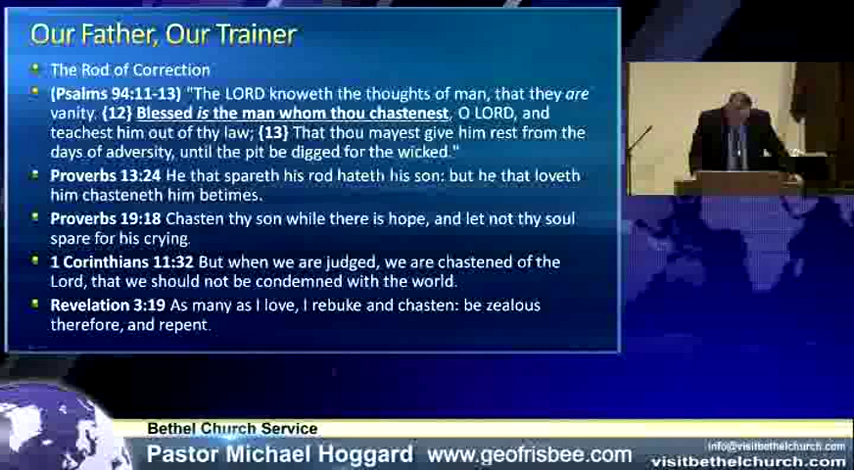 Our Father, Our Trainer
The Rod of Correction
(Psalms 94:11-13) "The LORD knoweth the thoughts of man, that they are
vanity. {12} Blessed is the man whom thou chastenest, O LORD, and
teachest him out of thy law; {13} That thou mayest give him rest from the
days of adversity, until the pit be digged for the wicked."
Proverbs 13:24 He that spareth his rod hateth his son: but he that loveth
him chasteneth him betimes.
Proverbs 19:18 Chasten thy son while there is hope, and let not thy soul
spare for his crying.
1 Corinthians 11:32 But when we are judged, we are chastened of the
Lord, that we should not be condemned with the world.
Revelation 3:19 As many as I love, I rebuke and chasten: be zealous
therefore, and repent.
Bethel Church Service
Pastor Michael Hoggard www.geofrisbee.com
info@visitbethelchurch.com
visitbethelchurch.com